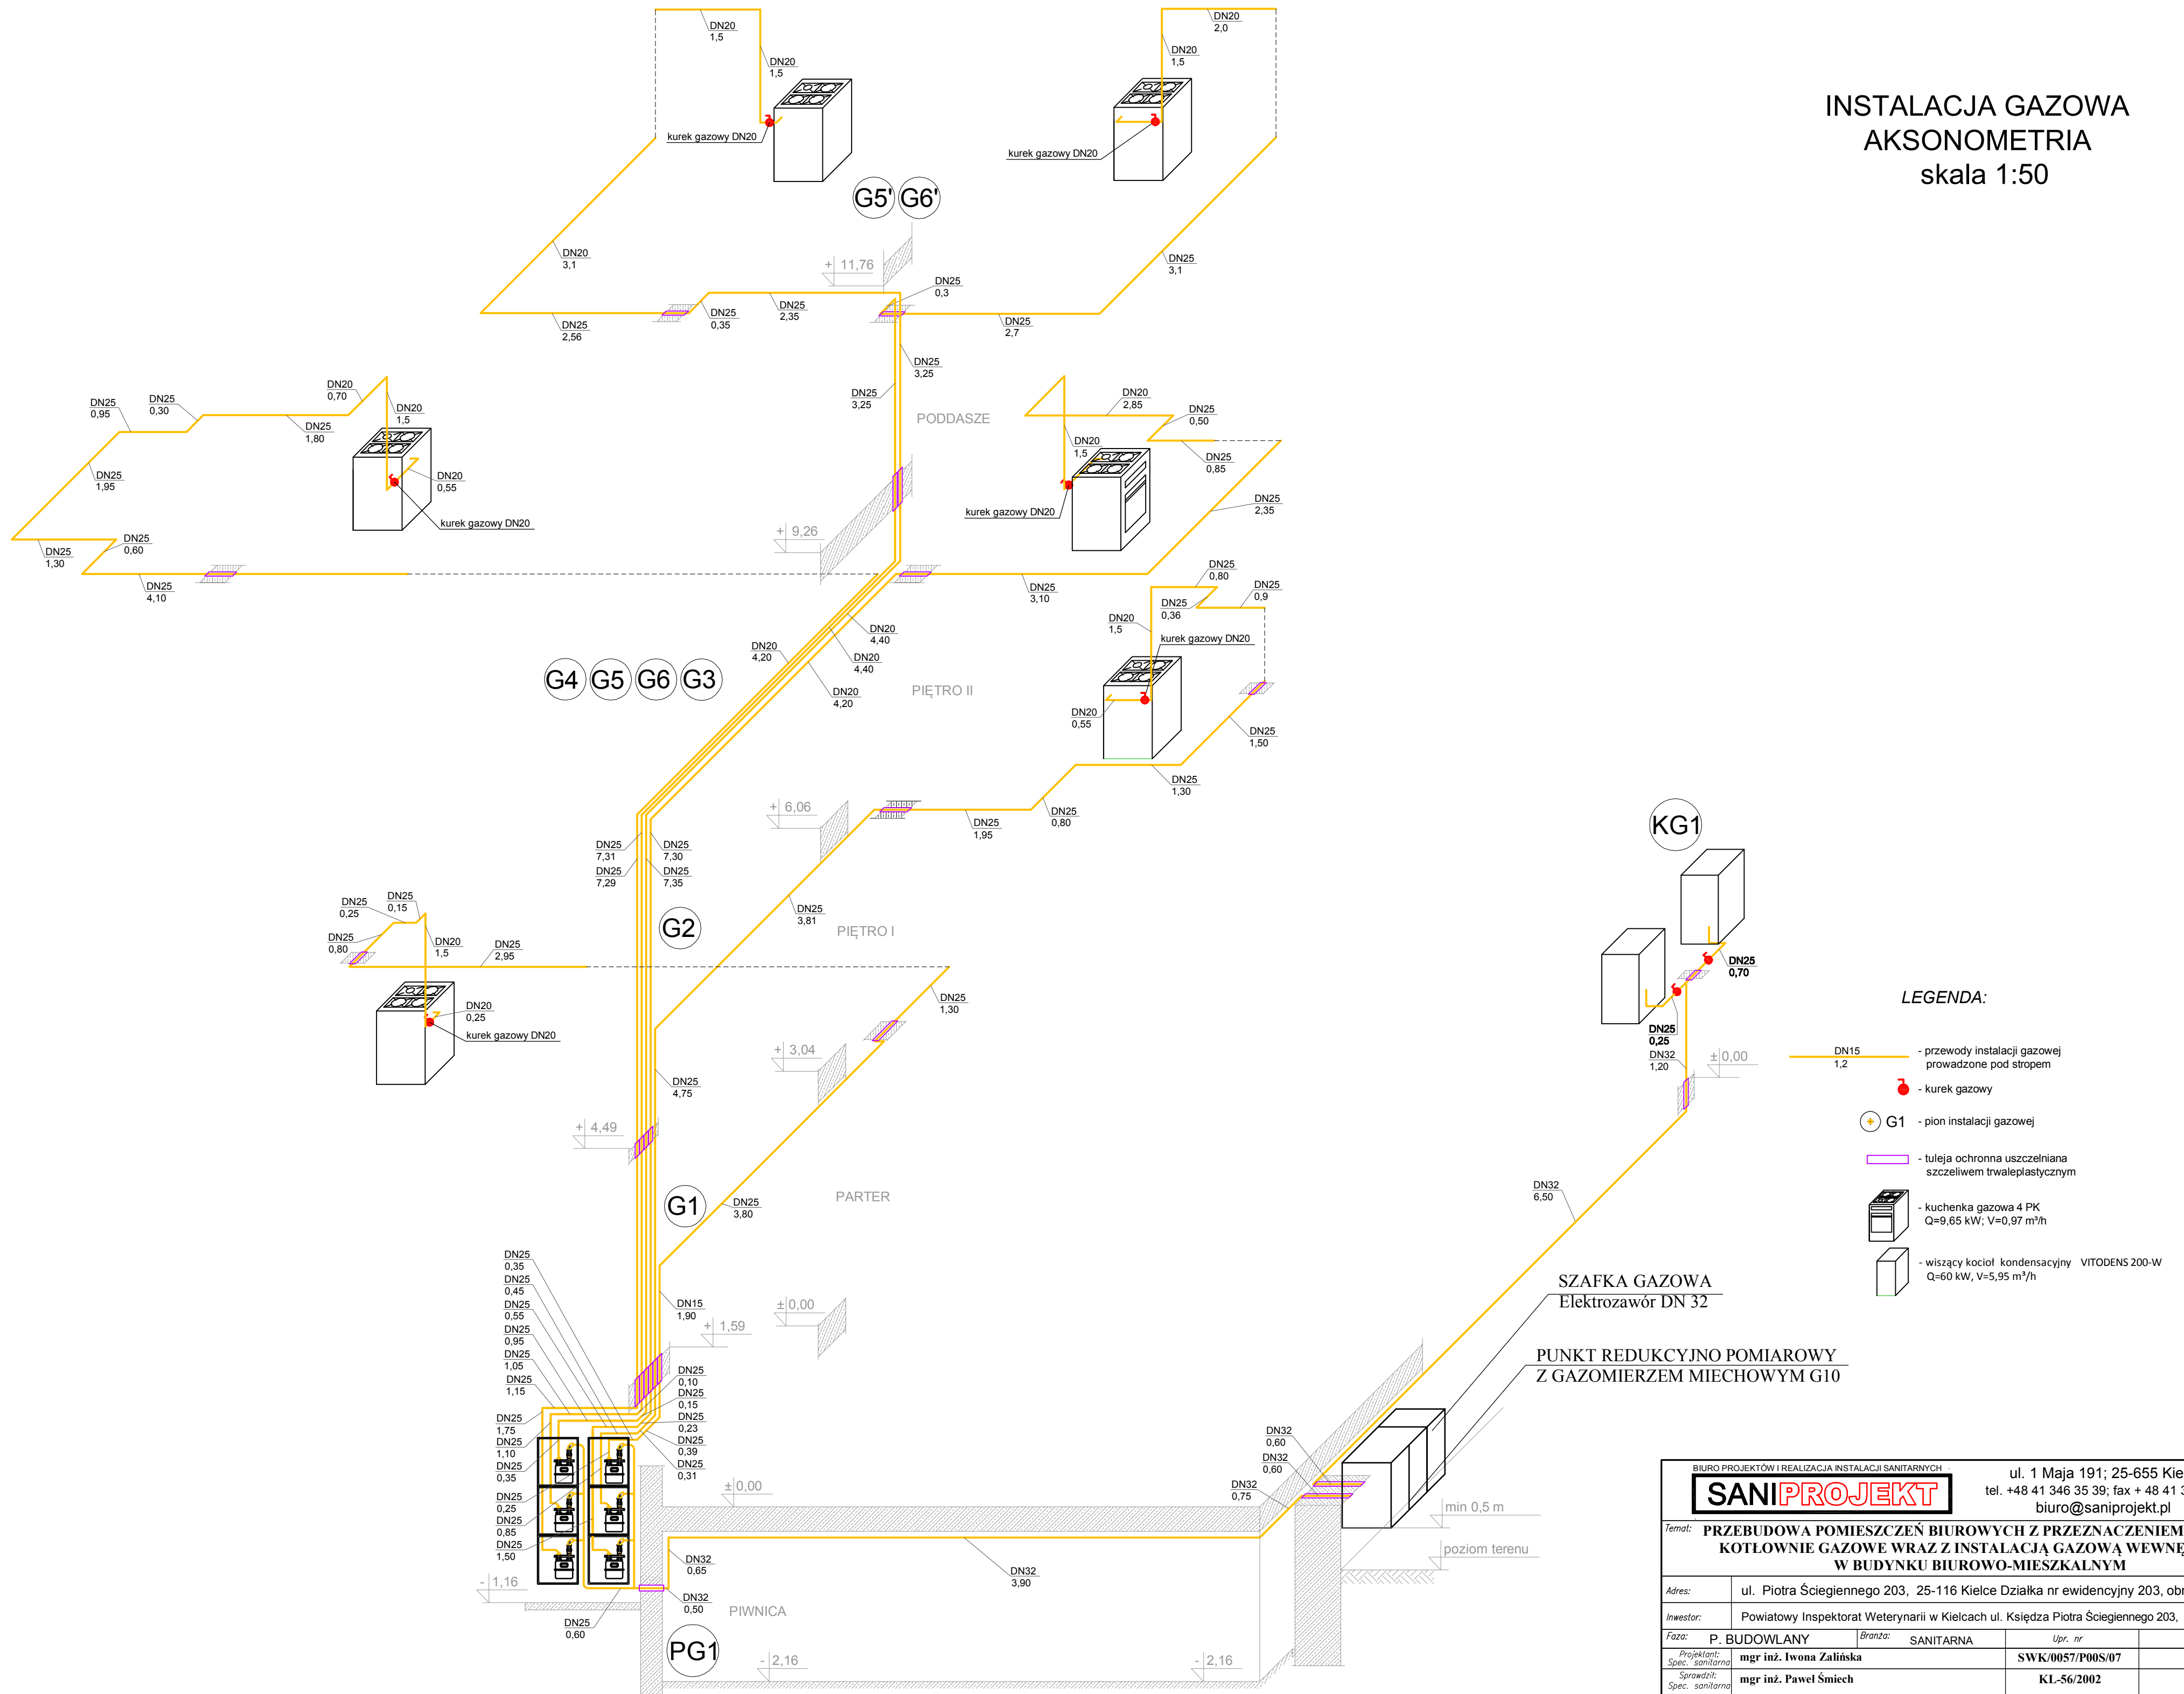 INSTALACJA GAZOWA
AKSONOMETRIA
skala 1:50
DN20
1,5
DN20
1,5
kurek gazowy DN20
DN20
2,0
DN20
1,5
kurek gazowy DN20
G5' G6'
DN20
3,1
+ 11,76
DN25
3,1
DN25
0,3
DN25
2,56
DN25
0,35
DN25
2,35
DN25
2,7
DN25
3,25
DN25
3,25
PODDASZE
DN25
0,95
DN25
0,30
DN20
0,70
DN20
1,5
DN25
1,80
DN25
1,95
DN20
0,55
kurek gazowy DN20
DN25
1,30
DN25
0,60
DN25
4,10
DN20
2,85
DN25
0,50
DN20
1,5
DN25
0,85
DN25
2,35
kurek gazowy DN20
+ 9,26
DN25
3,10
DN25
0,80
DN25
0,36
DN25
0,9
DN20
1,5
kurek gazowy DN20
DN20
4,40
DN20
4,20
DN20
4,40
DN20
4,20
G4 G5 G6 G3
PIĘTRO II
DN20
0,55
DN25
1,50
DN25
1,30
+ 6,06
DN25
1,95
DN25
0,80
DN25
7,31
DN25
7,30
DN25
7,29
DN25
7,35
KG1
G2
DN25
3,81
PIĘTRO I
DN25
0,25
DN25
0,15
DN25
0,80
DN20
1,5
DN25
2,95
DN25
1,30
DN20
0,25
kurek gazowy DN20
+ 3,04
DN25
4,75
+ 4,49
DN25
0,70
DN25
0,25
DN32
1,20
± 0,00
LEGENDA:
DN15
1,2
- przewody instalacji gazowej
prowadzone pod stropem
- kurek gazowy
G1 - pion instalacji gazowej
- tuleja ochronna uszczelniana
szczeliwem trwaleplastycznym
- kuchenka gazowa 4 PK
Q=9,65 kW; V=0,97 m³/h
- wiszący kocioł kondensacyjny VITODENS 200-W
Q=60 kW, V=5,95 m³/h
G1
DN25
3,80
PARTER
DN32
6,50
DN25
0,35
DN25
0,45
DN25
0,55
DN25
0,95
DN25
1,05
DN25
1,15
DN15
1,90
± 0,00
+ 1,59
SZAFKA GAZOWA
Elektrozawór DN 32
PUNKT REDUKCYJNO POMIAROWY
Z GAZOMIERZEM MIECHOWYM G10
DN25
0,10
DN25
0,15
DN25
0,23
DN25
0,39
DN25
0,31
DN25
1,75
DN25
1,10
DN25
0,35
DN25
0,25
DN25
0,85
DN25
1,50
± 0,00
DN32
0,60
DN32
0,60
DN32
0,75
min 0,5 m
poziom terenu
- 1,16
DN32
0,65
DN32
3,90
DN32
0,50
DN25
0,60
PIWNICA
PG1
- 2,16
- 2,16
BIURO PROJEKTÓW I REALIZACJA INSTALACJI SANITARNYCH -
SANIPROJEKT
ul. 1 Maja 191; 25-655 Kie
tel. +48 41 346 35 39; fax + 48 41 3
biuro@saniprojekt.pl
Temat: PRZEBUDOWA POMIESZCZEŃ BIUROWYCH Z PRZEZNACZENIEM
KOTŁOWNIE GAZOWE WRAZ Z INSTALACJĄ GAZOWĄ WEWNĘ
W BUDYNKU BIUROWO-MIESZKALNYM
Adres: ul. Piotra Ściegiennego 203, 25-116 Kielce Działka nr ewidencyjny 203, obr
Inwestor: Powiatowy Inspektorat Weterynarii w Kielcach ul. Księdza Piotra Ściegiennego 203,
Faza: P. BUDOWLANY Branża: SANITARNA Upr. nr
Projektant:
Spec. sanitarna mgr inż. Iwona Zalińska SWK/0057/P00S/07
Sprawdził:
Spec. sanitarna mgr inż. Paweł Śmiech KL-56/2002